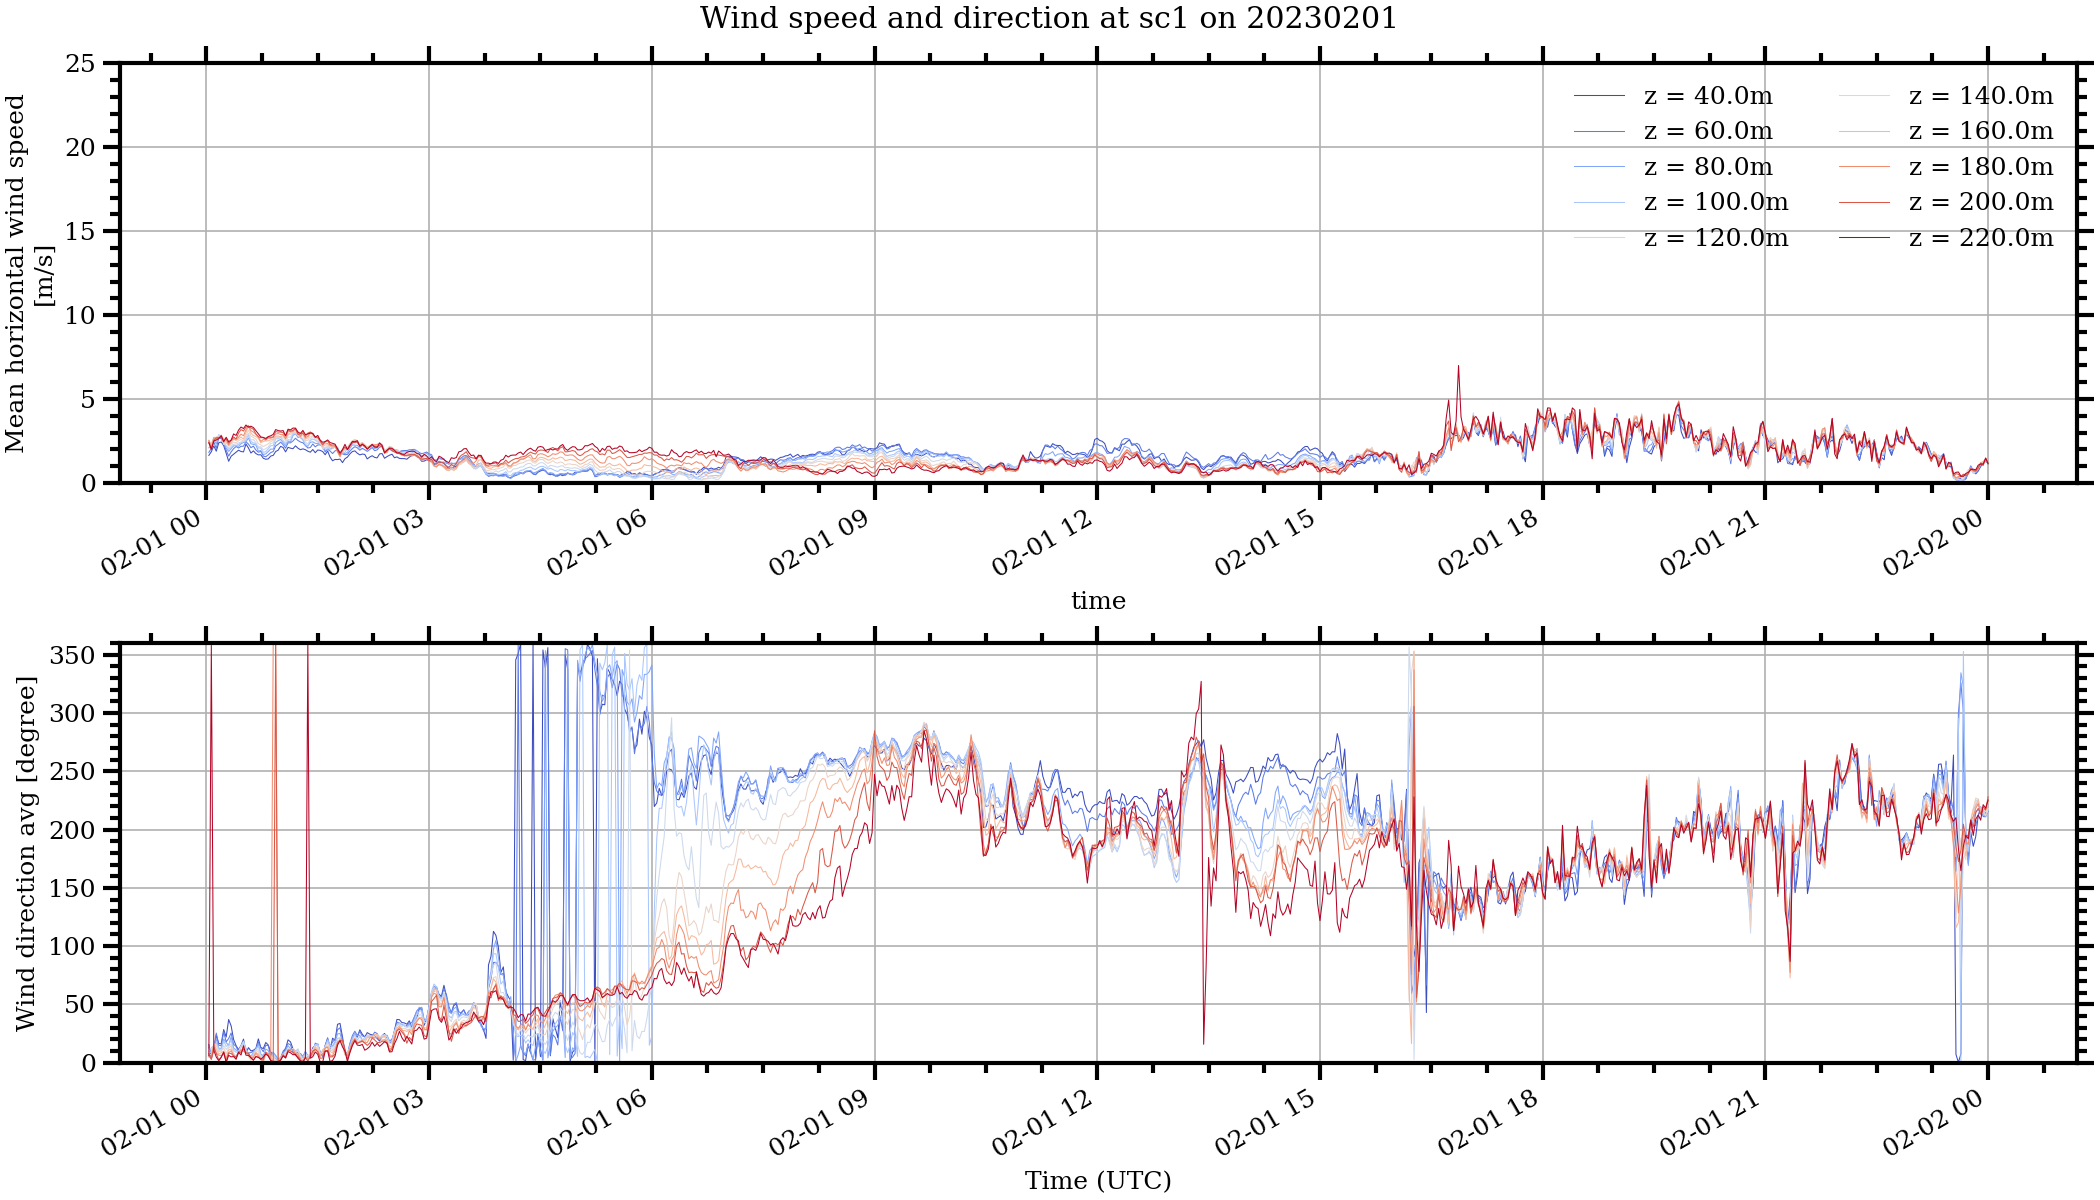 Wind speed and direction at sc1 on 20230201
Mean horizontal wind speed
[m/s]
25
20
15
10
5
0
z = 40.0m
z = 60.0m
z = 80.0m
z = 100.0m
z = 120.0m
z = 140.0m
z = 160.0m
z = 180.0m
z = 200.0m
z = 220.0m
02-01 00
02-01 03
02-01 06
02-01 09
02-01 12
02-01 15
02-01 18
02-01 21
02-02 00
time
Wind direction avg [degree]
350
300
250
200
150
100
50
0
02-01 00
02-01 03
02-01 06
02-01 09
02-01 12
02-01 15
02-01 18
02-01 21
02-02 00
Time (UTC)